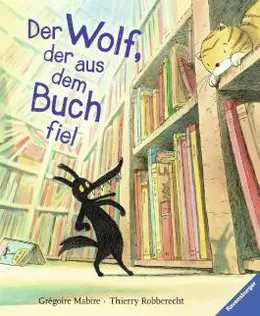 Der Wolf,
der aus
dem
Buch
fiel
Grégoire Mabire · Thierry Robberecht
Ravensburger